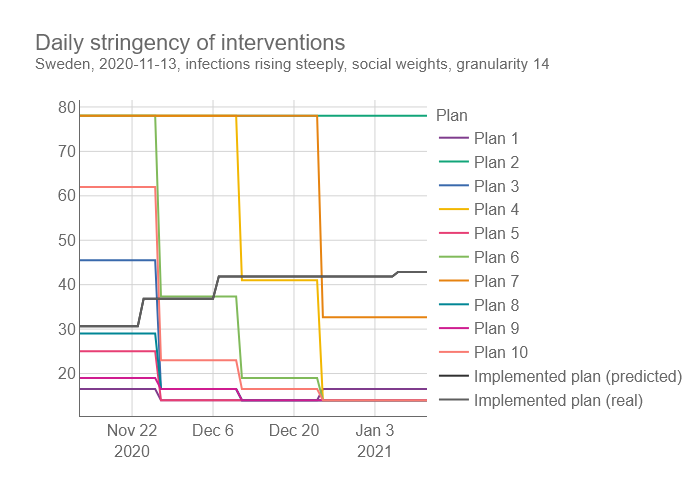 Daily stringency of interventions
Sweden, 2020-11-13, infections rising steeply, social weights, granularity 14
80
70
60
50
40
30
20
Nov 22
2020
Dec 6
Dec 20
Jan 3
2021
Plan
Plan 1
Plan 2
Plan 3
Plan 4
Plan 5
Plan 6
Plan 7
Plan 8
Plan 9
Plan 10
Implemented plan (predicted)
Implemented plan (real)